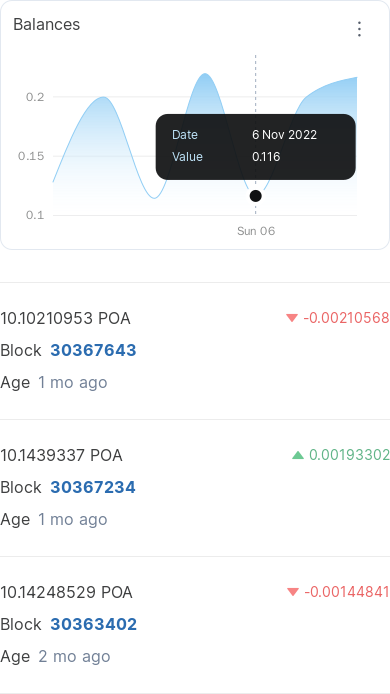 Balances
0.2
Date 6 Nov 2022
0.15
Value 0.116
0.1
Sun 06
10.10210953 POA
-0.00210568
Block 30367643
Age 1 mo ago
10.1439337 POA
0.00193302
Block 30367234
Age 1 mo ago
10.14248529 POA
-0.00144841
Block 30363402
Age 2 mo ago